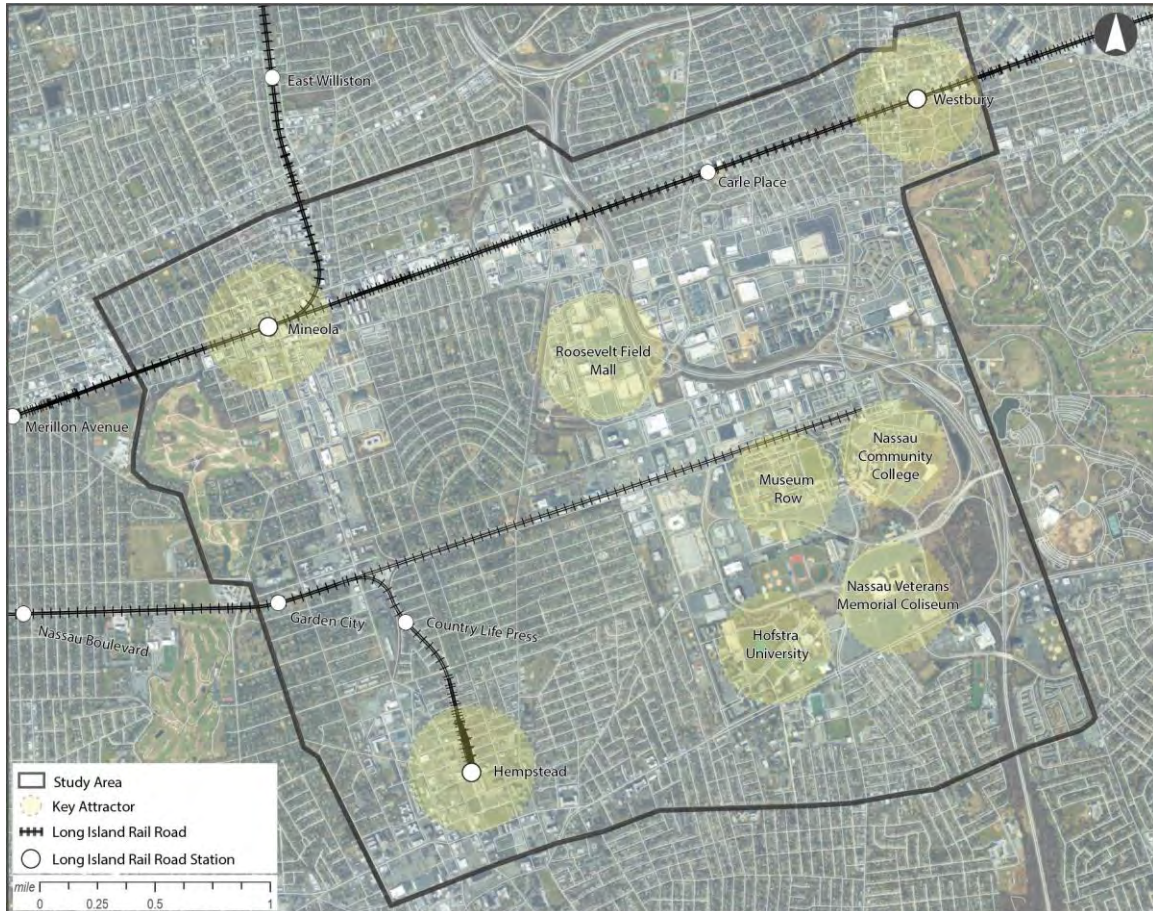 East Williston
Westbury
Carle Place
Mineola
Roosevelt Field
Mall
Merillon Avenue
Nassau
Community
College
Museum
Row
Nassau Veterans
Memorial Coliseum
Garden City
Country Life Press
Nassau Boulevard
Hofstra
University
Hempstead
Study Area
Key Attractor
Long Island Rail Road
Long Island Rail Road Station
mile
0 0.25 0.5 1